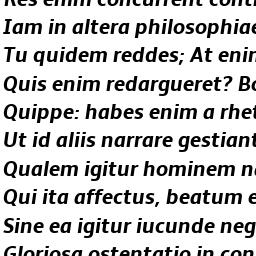 Res enim concurrent cont
Iam in altera philosophiae
Tu quidem reddes; At enim
Quis enim redargueret?
Quippe: habes enim a rhet
Ut id aliis narrare gestiant
Qualem igitur hominem
Qui ita affectus, beatum e
Sine ea igitur iucunde neg
Gloriosa ostentatio in con